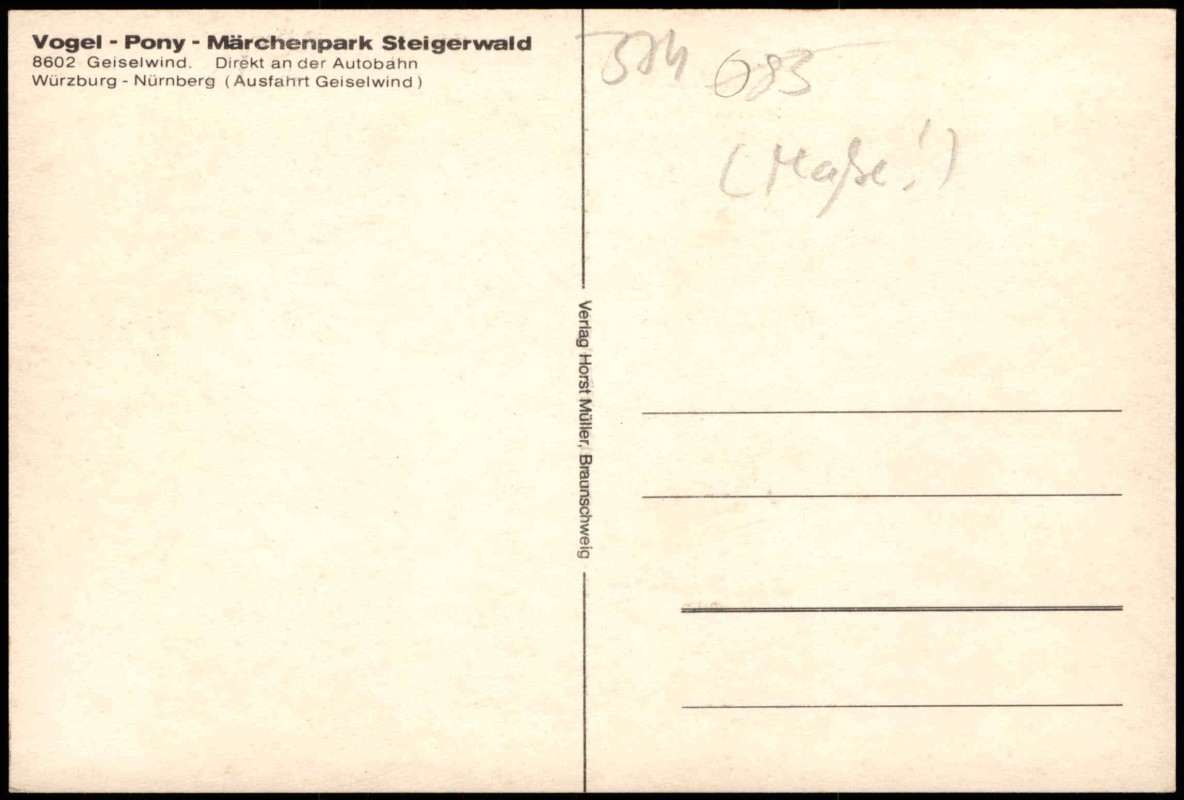 Vogel - Pony - Märchenpark Steigerwald
8602 Geiselwind. Direkt an der Autobahn
Würzburg - Nürnberg (Ausfahrt Geiselwind)
Verlag Horst Müller, Braunschweig
083
(Maße!)